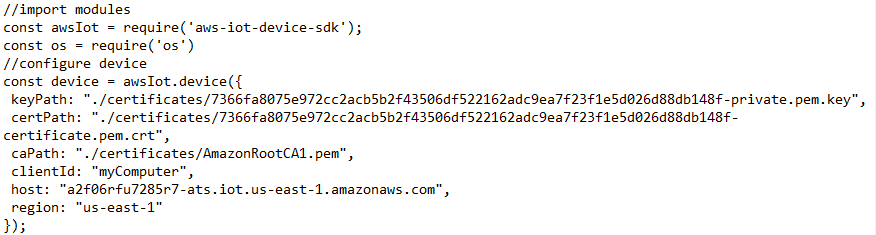 //import modules
const awsIot = require('aws-iot-device-sdk');
const os = require('os')
//configure device
const device = awsIot.device({
 keyPath: "./certificates/7366fa8075e972cc2acb5b2f43506df522162adc9ea7f23f1e5d026d88db148f-private.pem.key",
 certPath: "./certificates/7366fa8075e972cc2acb5b2f43506df522162adc9ea7f23f1e5d026d88db148f-
certificate.pem.crt",
 caPath: "./certificates/AmazonRootCA1.pem",
 clientId: "myComputer",
 host: "a2f06rfu7285r7-ats.iot.us-east-1.amazonaws.com",
 region: "us-east-1"
});